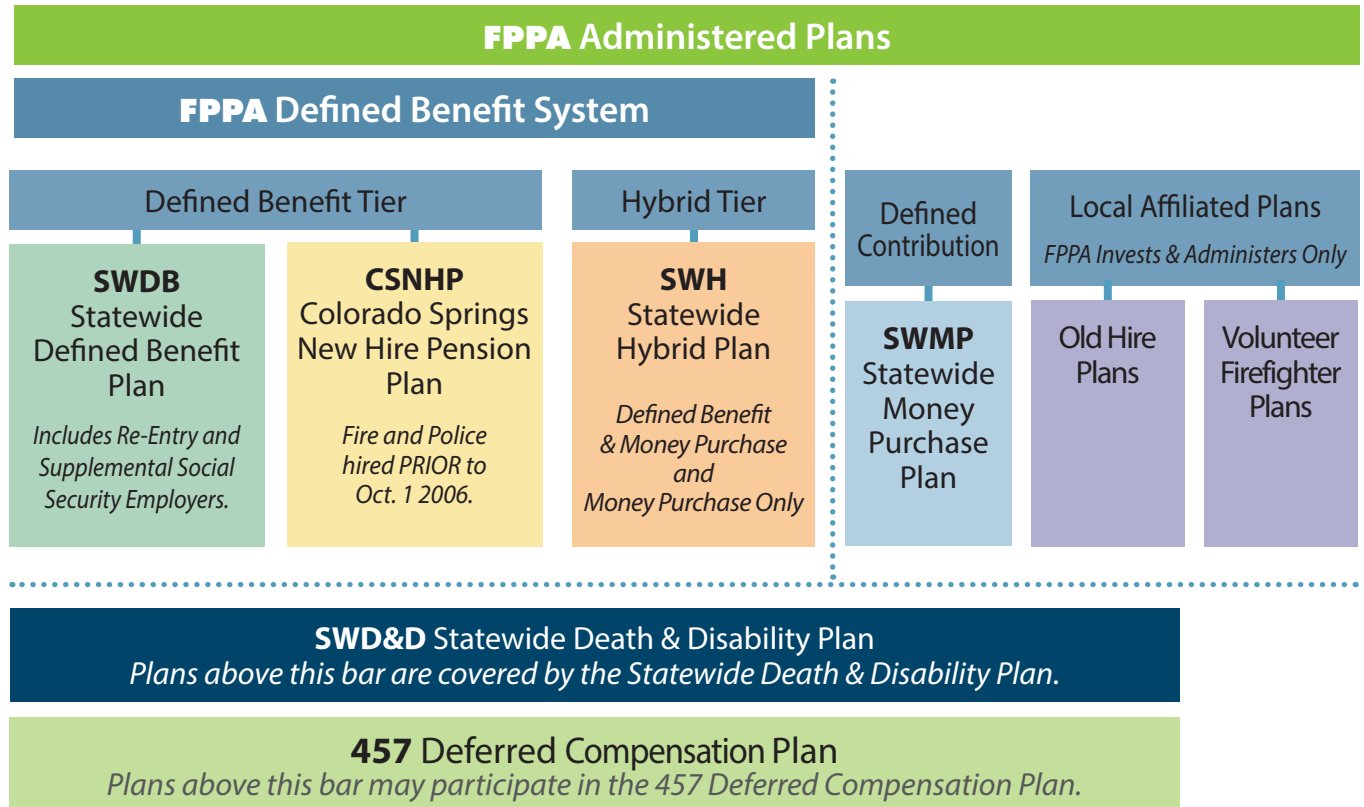 FPPA Administered Plans
FPPA Defined Benefit System
Defined Benefit Tier
SWDB
Statewide
Defined Benefit
Plan
Includes Re-Entry and
Supplemental Social
Security Employers.
CSNHP
Colorado Springs
New Hire Pension
Plan
Fire and Police
hired PRIOR to
Oct. 1 2006.
Hybrid Tier
SWH
Statewide
Hybrid Plan
Defined Benefit
& Money Purchase
and
Money Purchase Only
Defined
Contribution
SWMP
Statewide
Money
Purchase
Plan
Local Affiliated Plans
FPPA Invests & Administers Only
Old Hire
Plans
Volunteer
Firefighter
Plans
SWD&D Statewide Death & Disability Plan
Plans above this bar are covered by the Statewide Death & Disability Plan.
457 Deferred Compensation Plan
Plans above this bar may participate in the 457 Deferred Compensation Plan.